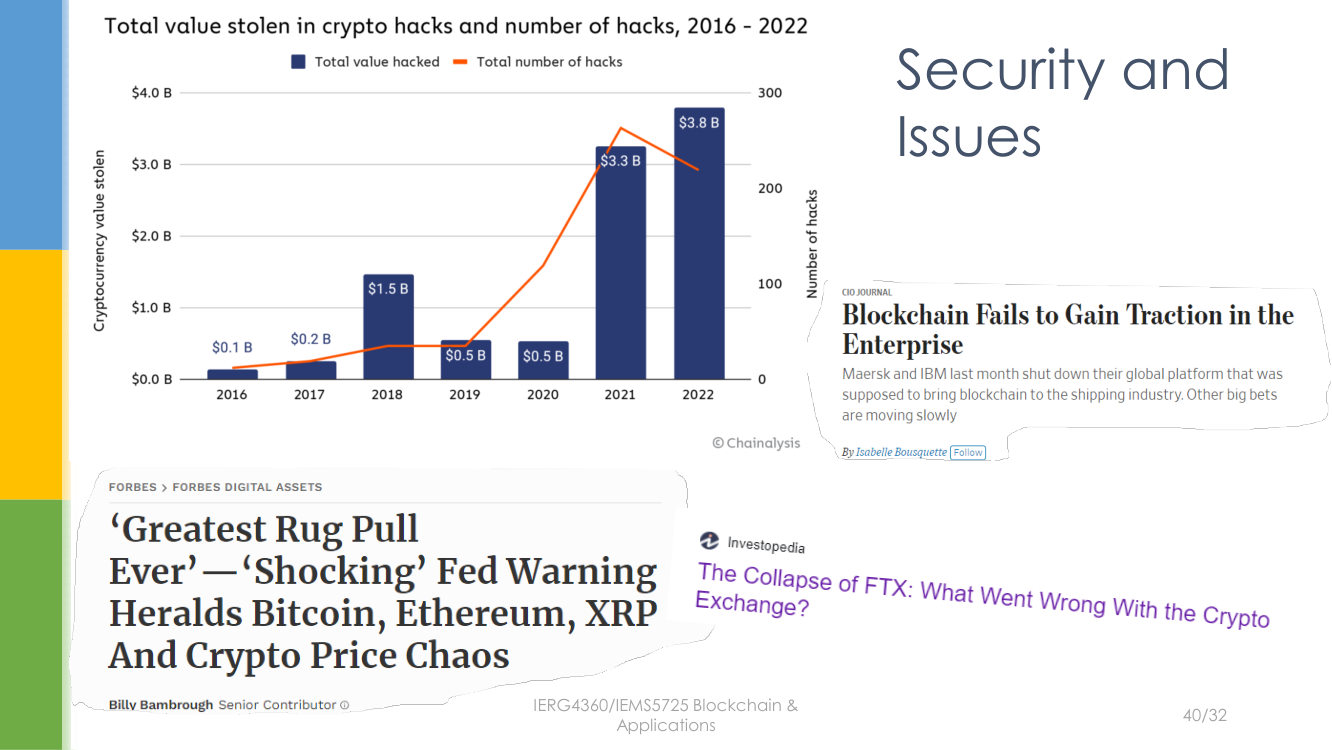 Total value stolen in crypto hacks and number of hacks, 2016 - 2022
Total value hacked
Total number of hacks
Cryptocurrency value stolen
$4.0 B
$3.0 B
$2.0 B
$1.0 B
$0.0 B
$0.1 B
$0.2 B
$1.5 B
$0.5 B
$0.5 B
$3.3 B
$3.8 B
2016
2017
2018
2019
2020
2021
2022
300
200
100
0
Number of hacks
© Chainalysis
Security and
Issues
CIO JOURNAL
Blockchain Fails to Gain Traction in the
Enterprise
Maersk and IBM last month shut down their global platform that was
supposed to bring blockchain to the shipping industry. Other big bets
are moving slowly
By Isabelle Bousquette Follow
FORBES > FORBES DIGITAL ASSETS
‘Greatest Rug Pull
Ever’—‘Shocking’ Fed Warning
Heralds Bitcoin, Ethereum, XRP
And Crypto Price Chaos
Billy Bambrough Senior Contributor
Investopedia
The Collapse of FTX: What Went Wrong With the Crypto
Exchange?
IERG4360/IEMS5725 Blockchain &
Applications
40/32